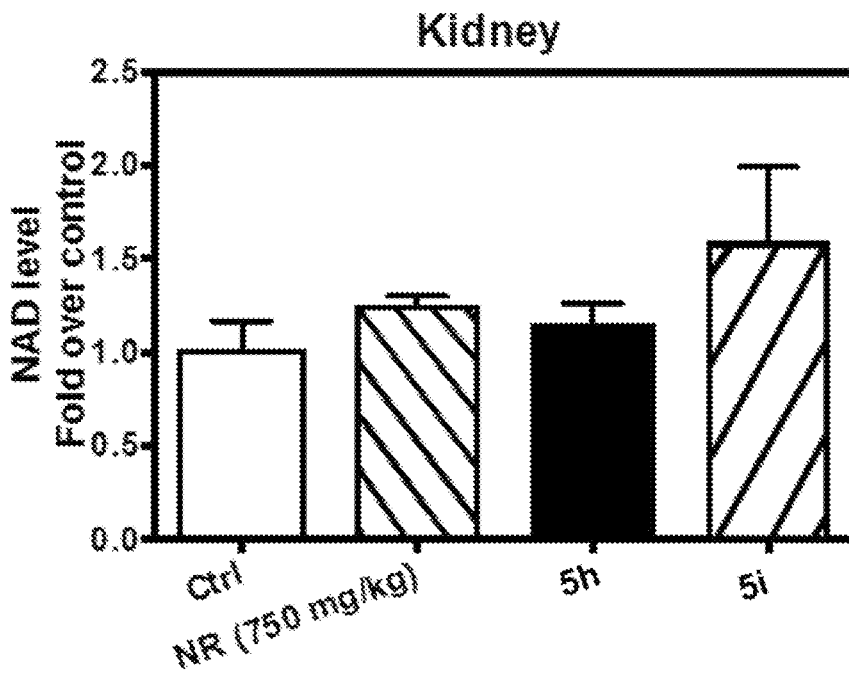 Kidney
NAD level
Fold over control
2.5
2.0
1.5
1.0
0.5
0.0
Ctrl
NR (750 mg/kg)
5h
5i